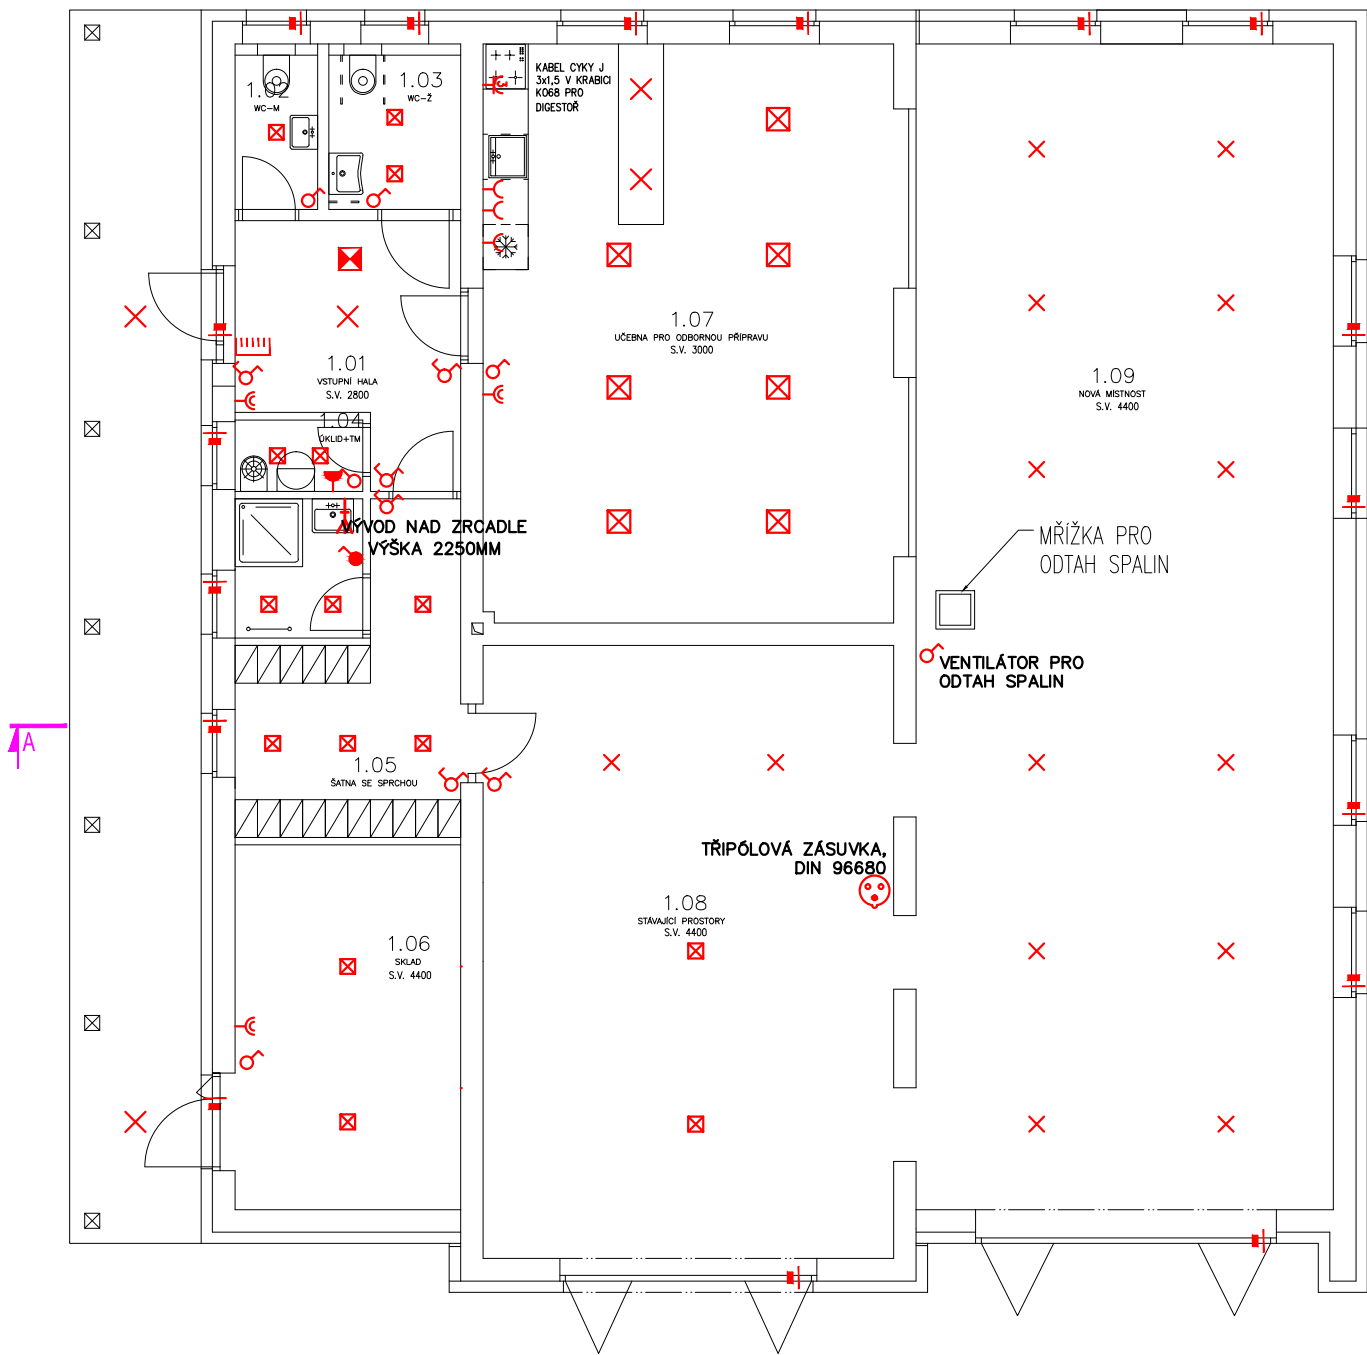 1.02
WC-M
1.03
WC-Ž
KABEL CYKY J
3x1,5 V KRABICI
KO68 PRO
DIGESTOŘ
1.07
UČEBNA PRO ODBORNOU PŘÍPRAVU
S.V. 3000
1.01
VSTUPNÍ HALA
S.V. 2800
1.09
NOVÁ MÍSTNOST
S.V. 4400
1.04
ÚKLID+TM
VÝVOD NAD ZRCADLE
VÝŠKA 2250MM
MŘÍŽKA PRO
ODTAH SPALIN
VENTILÁTOR PRO
ODTAH SPALIN
A
1.05
ŠATNA SE SPRCHOU
TŘIPÓLOVÁ ZÁSUVKA,
DIN 96680
1.08
STÁVAJÍCÍ PROSTORY
S.V. 4400
1.06
SKLAD
S.V. 4400